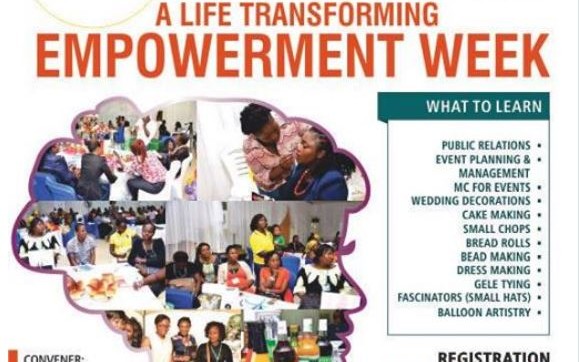 A LIFE TRANSFORMING
EMPOWERMENT WEEK
WHAT TO LEARN
PUBLIC RELATIONS •
EVENT PLANNING & •
MANAGEMENT
MC FOR EVENTS •
WEDDING DECORATIONS •
CAKE MAKING •
SMALL CHOPS •
BREAD ROLLS •
BEAD MAKING •
DRESS MAKING •
GELE TYING •
FASCINATORS (SMALL HATS) •
BALLOON ARTISTRY •
CONVENER:
REGISTRATION